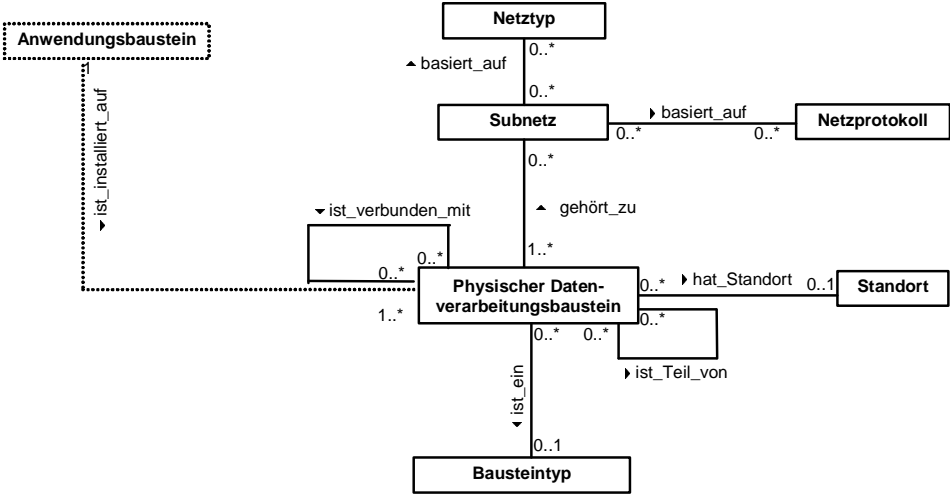 Netztyp
Anwendungsbaustein
0..*
1
basiert_auf
0..*
ist_installiert_auf
Subnetz
basiert_auf
Netzprotokoll
0..*
0..*
0..*
ist_verbunden_mit
gehört_zu
0..*
1..*
0..*
Physischer Daten-
verarbeitungsbaustein
0..*
hat_Standort
0..1
Standort
1..*
0..*
0..*
0..*
ist_ein
ist_Teil_von
0..1
Bausteintyp